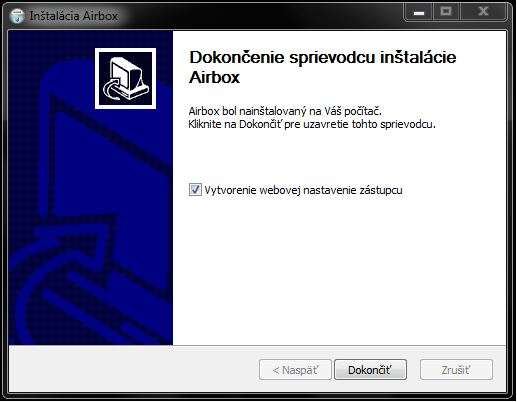 Inštalácia Airbox
Dokončenie sprievodcu inštalácie
Airbox
Airbox bol nainštalovaný na Váš počítač.
Kliknite na Dokončiť pre uzavretie tohto sprievodcu.
Vytvorenie webovej nastavenie zástupcu
< Naspäť
Dokončiť
Zrušiť